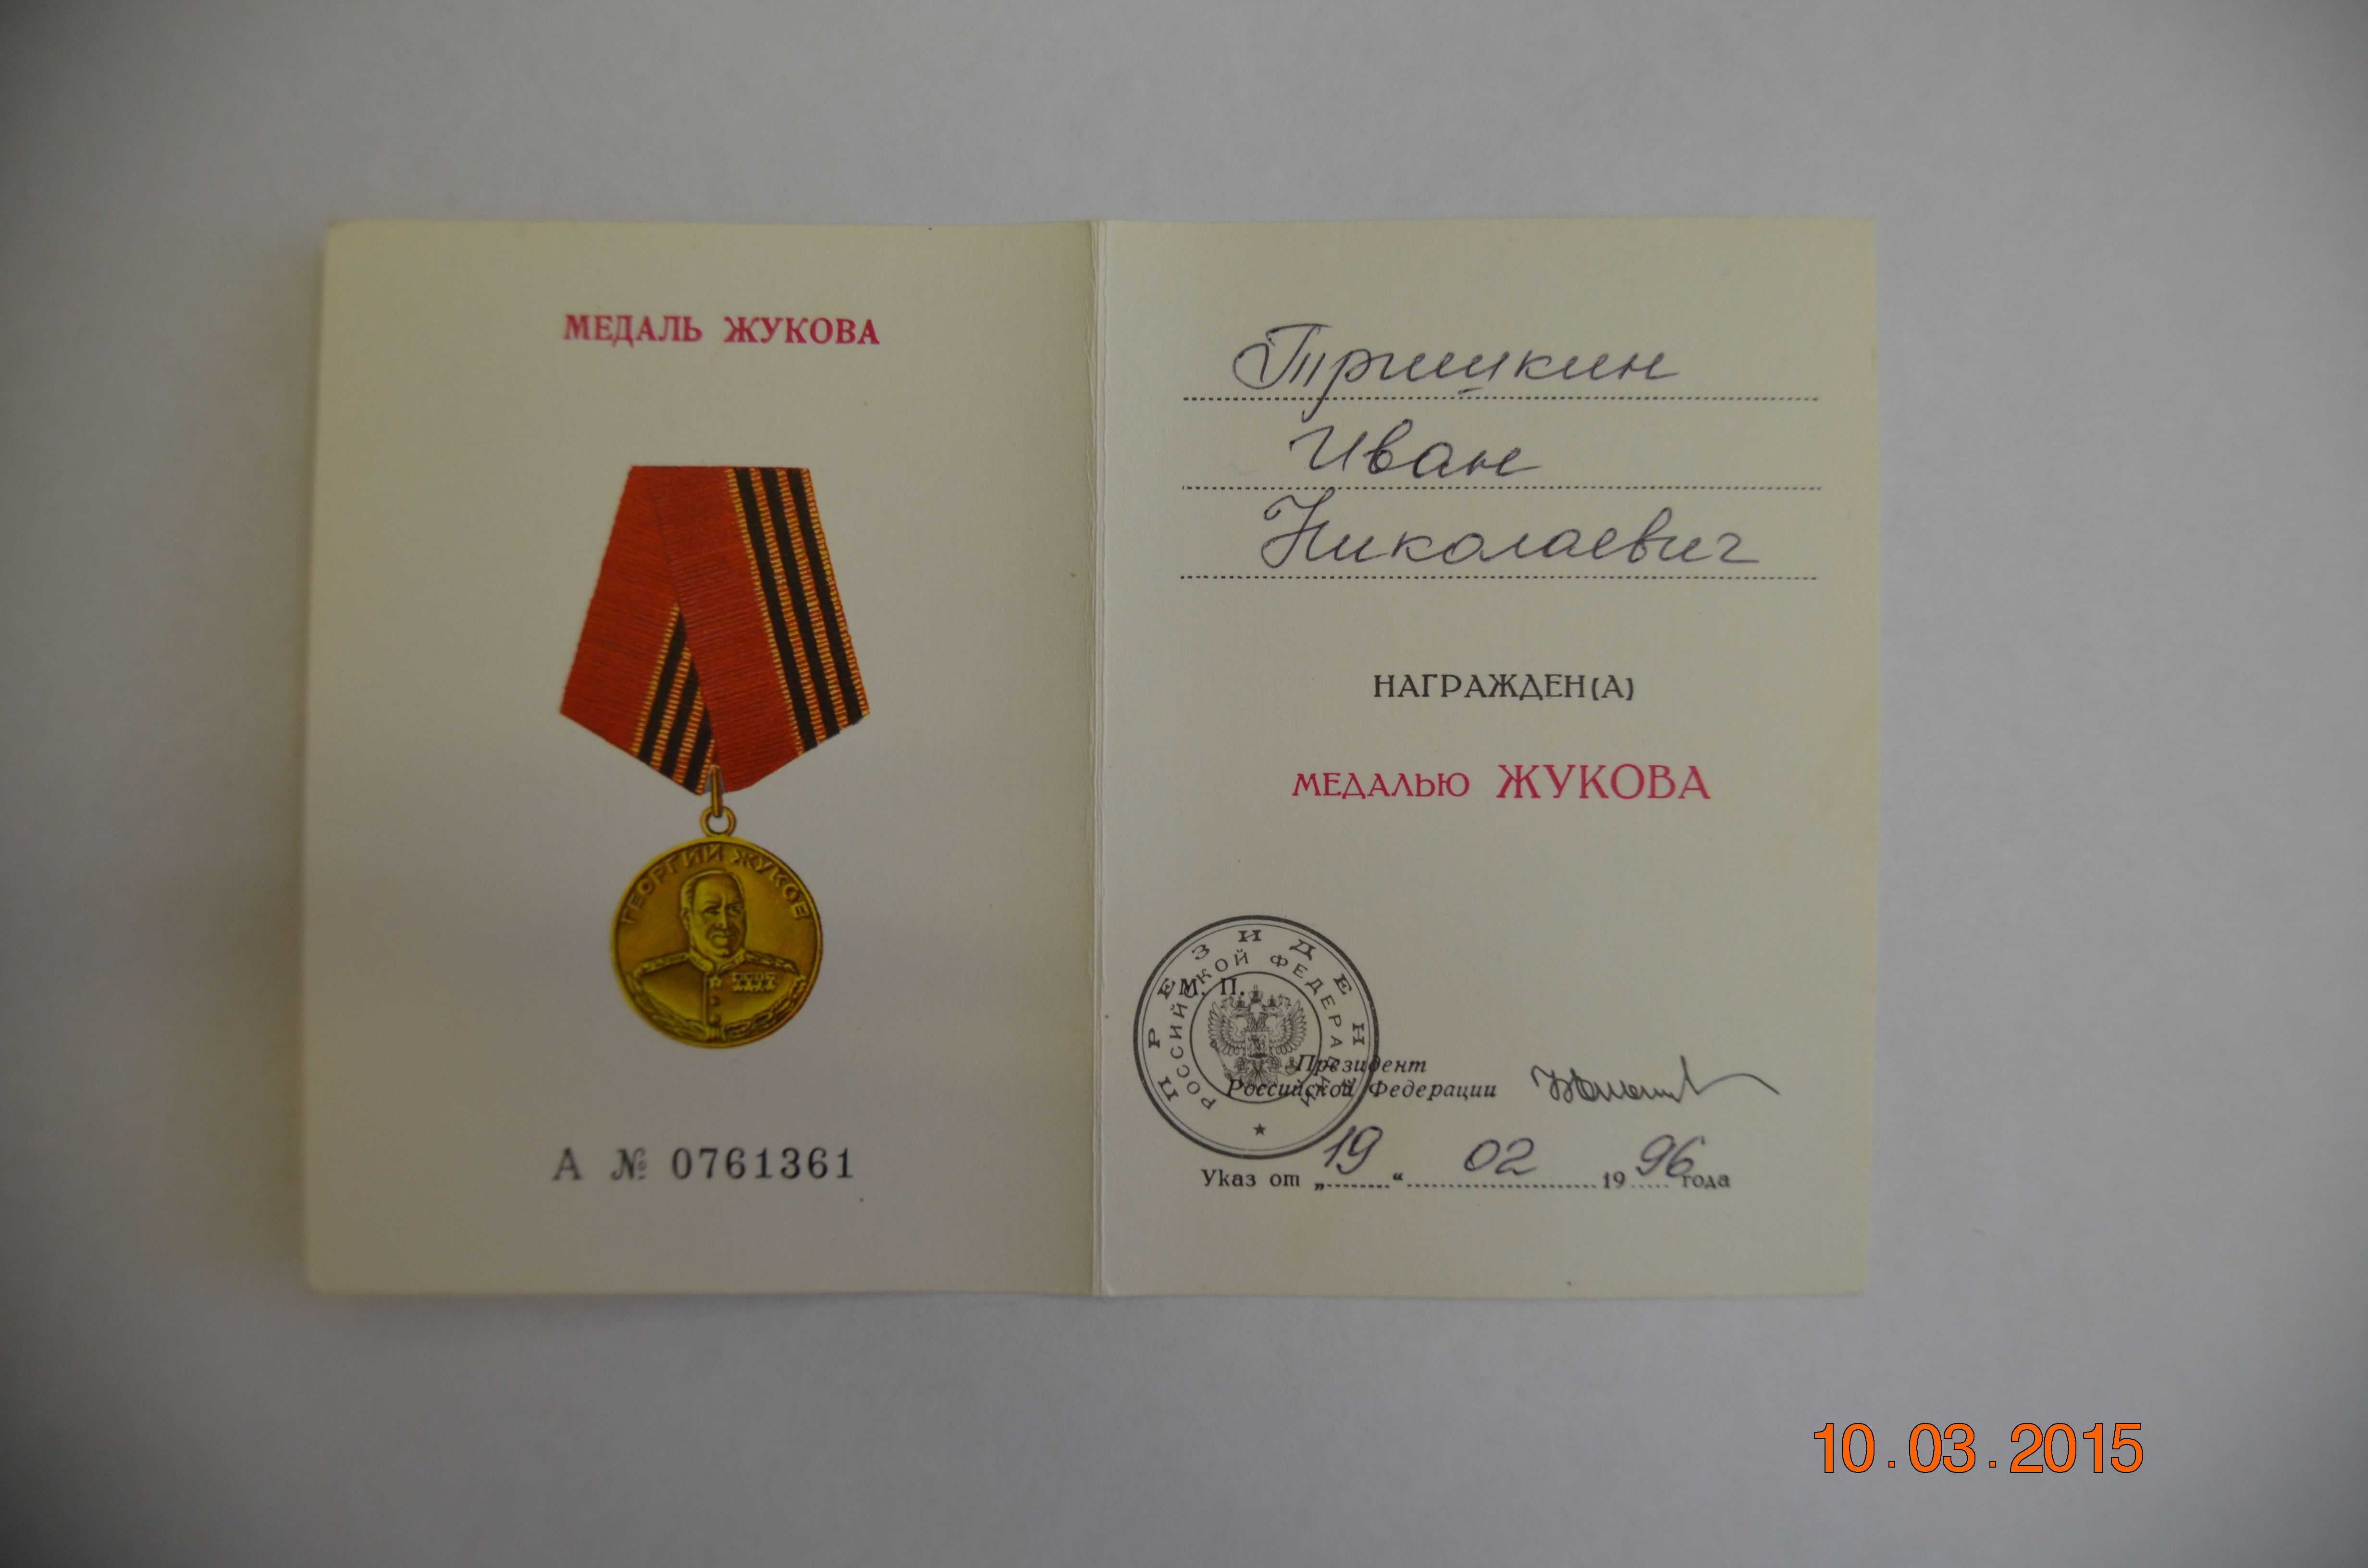 МЕДАЛЬ ЖУКОВА
ГЕОРГИЙ ЖУКОВ
А № 0761361
Тришкин
Иван
Николаевич
НАГРАЖДЕН(А)
МЕДАЛЬЮ ЖУКОВА
ПРЕЗИДЕНТ
РОССИЙСКОЙ ФЕДЕРАЦИИ
М. П.
Президент
Российской Федерации
Указ от „19“ 02 1996 года
10.03.2015